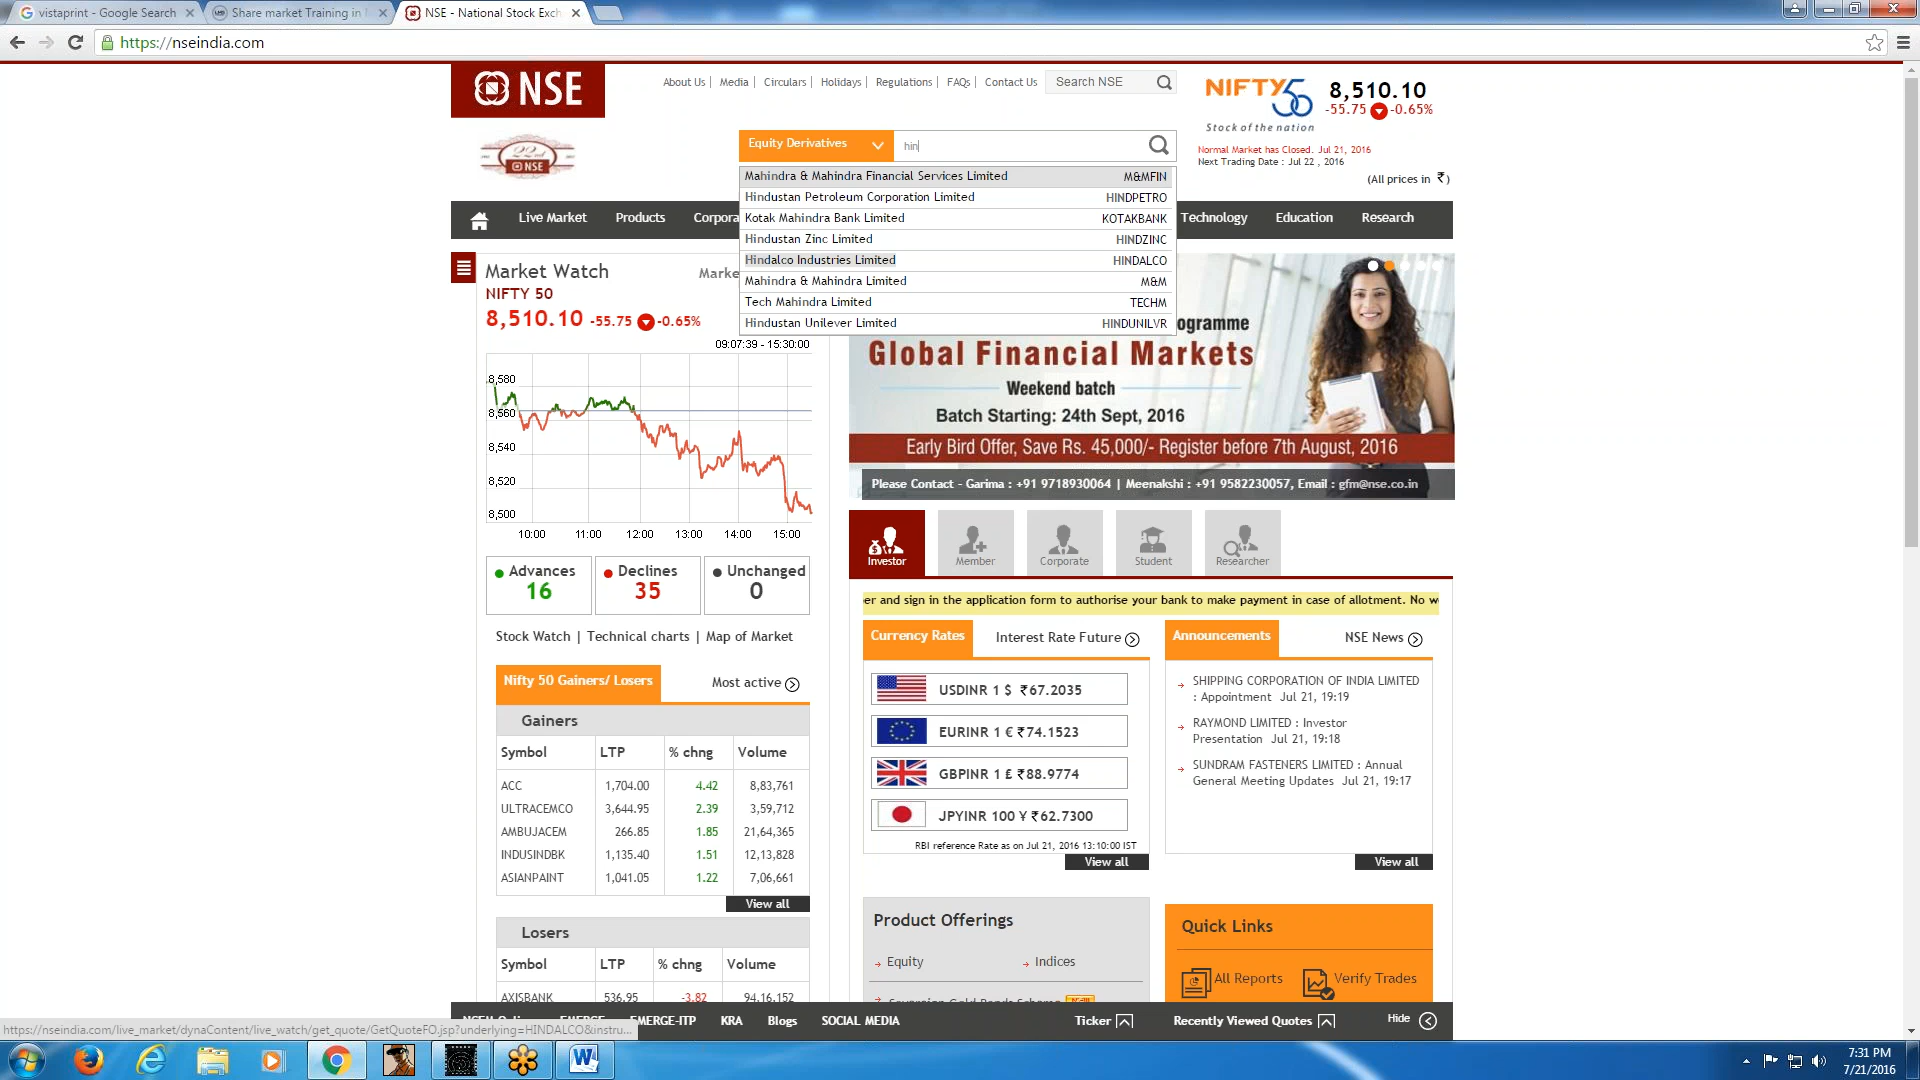 vistaprint - Google Search
Share market Training in
NSE - National Stock Exch
https://nseindia.com
NSE
About Us | Media | Circulars | Holidays | Regulations | FAQs | Contact Us
Search NSE
NIFTY 50
Stock of the nation
8,510.10
-55.75 -0.65%
Normal Market has Closed. Jul 21, 2016
Next Trading Date : Jul 22 , 2016
(All prices in ₹)
22nd
NSE
Equity Derivatives
hin
Mahindra & Mahindra Financial Services Limited M&MFIN
Hindustan Petroleum Corporation Limited HINDPETRO
Kotak Mahindra Bank Limited KOTAKBANK
Hindustan Zinc Limited HINDZINC
Hindalco Industries Limited HINDALCO
Mahindra & Mahindra Limited M&M
Tech Mahindra Limited TECHM
Hindustan Unilever Limited HINDUNILVR
Live Market Products Corpora Technology Education Research
Market Watch
Marke
NIFTY 50
8,510.10 -55.75 -0.65%
09:07:39 - 15:30:00
8,580
8,560
8,540
8,520
8,500
10:00 11:00 12:00 13:00 14:00 15:00
Advances
16
Declines
35
Unchanged
0
Stock Watch | Technical charts | Map of Market
Nifty 50 Gainers/ Losers
Most active
Gainers
Symbol LTP % chng Volume
ACC 1,704.00 4.42 8,83,761
ULTRACEMCO 3,644.95 2.39 3,59,712
AMBUJACEM 266.85 1.85 21,64,365
INDUSINDBK 1,135.40 1.51 12,13,828
ASIANPAINT 1,041.05 1.22 7,06,661
View all
Losers
Symbol LTP % chng Volume
AXISBANK 536.95 -3.82 94,16,152
ogramme
Global Financial Markets
Weekend batch
Batch Starting: 24th Sept, 2016
Early Bird Offer, Save Rs. 45,000/- Register before 7th August, 2016
Please Contact - Garima : +91 9718930064 | Meenakshi : +91 9582230057, Email : gfm@nse.co.in
Investor
Member
Corporate
Student
Researcher
er and sign in the application form to authorise your bank to make payment in case of allotment. No w
Currency Rates
Interest Rate Future
USDINR 1 $ ₹67.2035
EURINR 1 € ₹74.1523
GBPINR 1 £ ₹88.9774
JPYINR 100 ¥ ₹62.7300
RBI reference Rate as on Jul 21, 2016 13:10:00 IST
View all
Announcements
NSE News
SHIPPING CORPORATION OF INDIA LIMITED
: Appointment Jul 21, 19:19
RAYMOND LIMITED : Investor
Presentation Jul 21, 19:18
SUNDRAM FASTENERS LIMITED : Annual
General Meeting Updates Jul 21, 19:17
View all
Product Offerings
Equity
Indices
Sovereign Gold Bonds Scheme
Quick Links
All Reports
Verify Trades
EMERGE-ITP KRA Blogs SOCIAL MEDIA
Ticker
Recently Viewed Quotes
Hide
https://nseindia.com/live_market/dynaContent/live_watch/get_quote/GetQuoteFO.jsp?underlying=HINDALCO&instru...
7:31 PM
7/21/2016